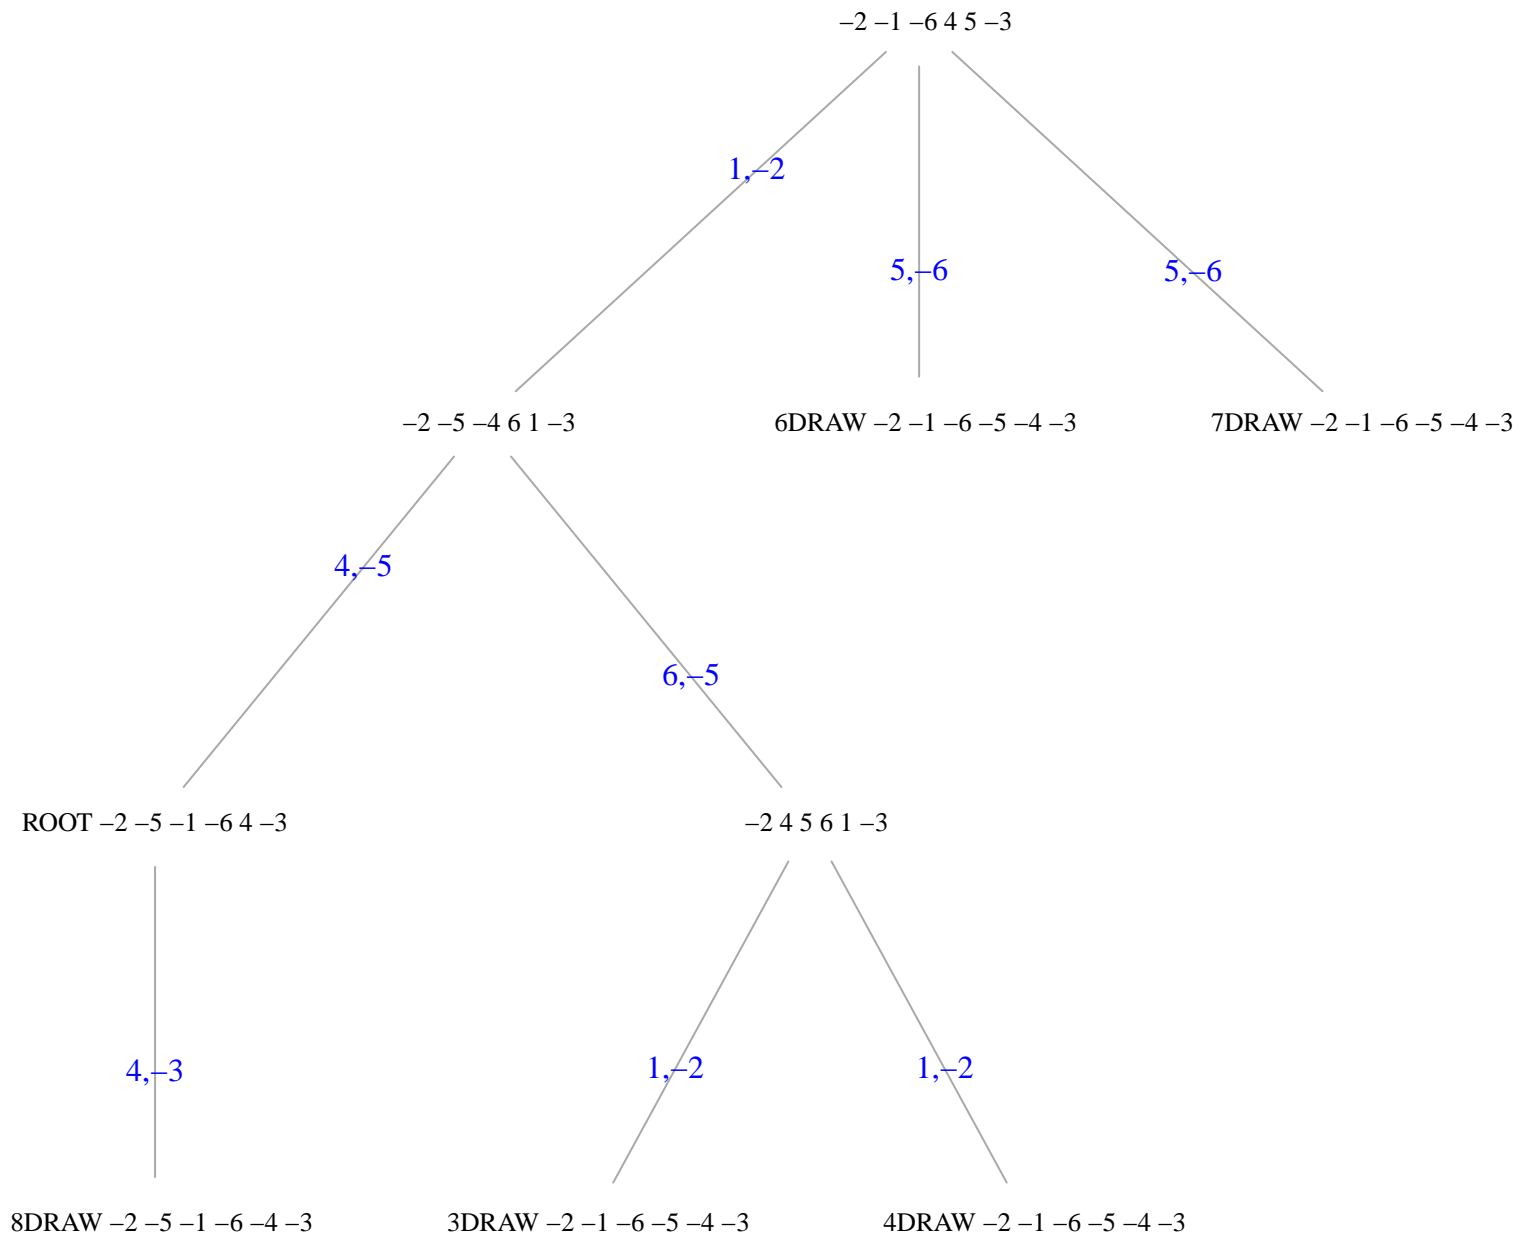 –2 –1 –6 4 5 –3
1,–2
5,–6
5,–6
–2 –5 –4 6 1 –3
6DRAW –2 –1 –6 –5 –4 –3
7DRAW –2 –1 –6 –5 –4 –3
4,–5
6,–5
ROOT –2 –5 –1 –6 4 –3
–2 4 5 6 1 –3
4,–3
1,–2
1,–2
8DRAW –2 –5 –1 –6 –4 –3
3DRAW –2 –1 –6 –5 –4 –3
4DRAW –2 –1 –6 –5 –4 –3